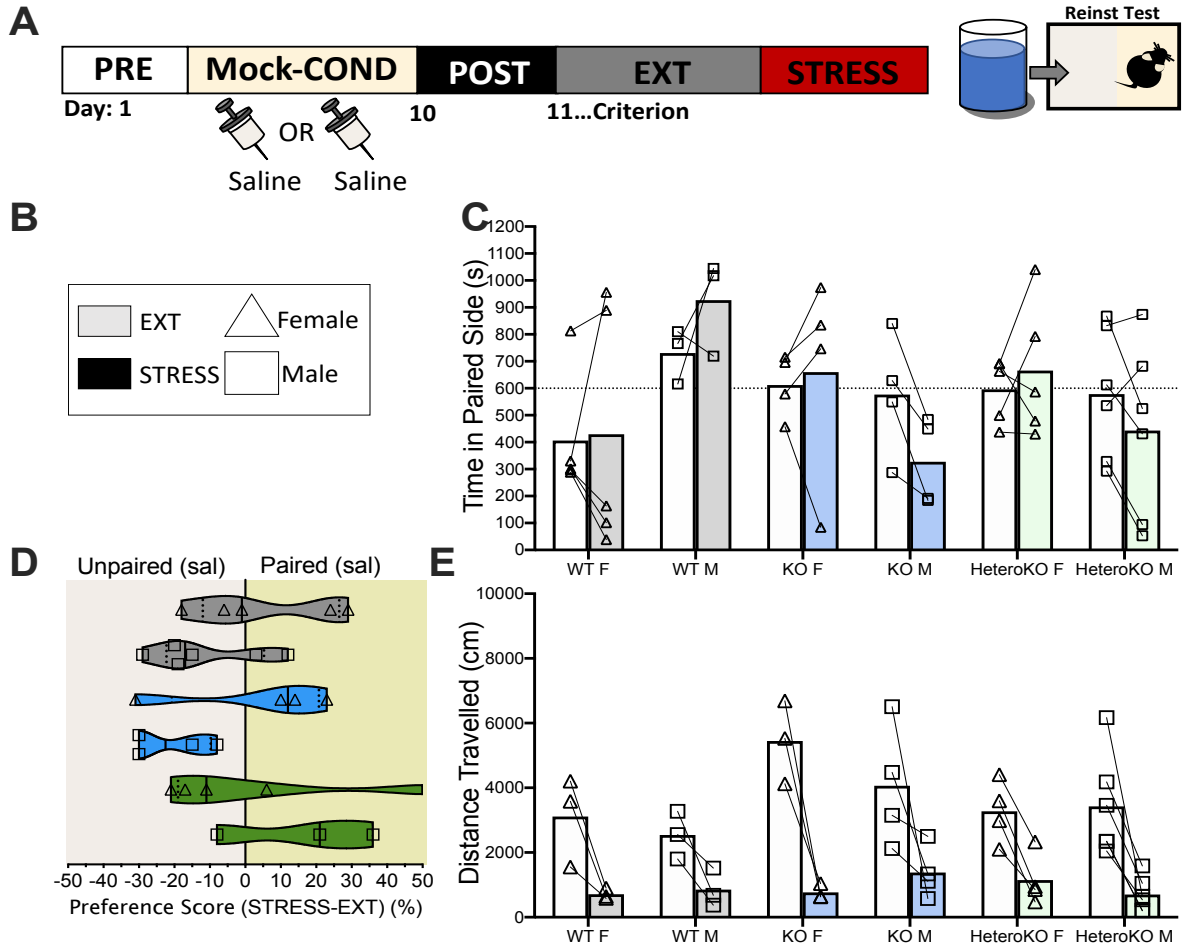 A
Reinst Test
PRE
Mock-COND
POST
EXT
STRESS
Day: 1
10
11...Criterion
OR
Saline
Saline
B
EXT
Female
STRESS
Male
C
Time in Paired Side (s)
1200
1100
1000
900
800
700
600
500
400
300
200
100
0
WT F
WT M
KO F
KO M
HeteroKO F
HeteroKO M
D
Unpaired (sal)
Paired (sal)
-50 -40 -30 -20 -10 0 10 20 30 40 50
Preference Score (STRESS-EXT) (%)
E
Distance Travelled (cm)
10000
8000
6000
4000
2000
0
WT F
WT M
KO F
KO M
HeteroKO F
HeteroKO M